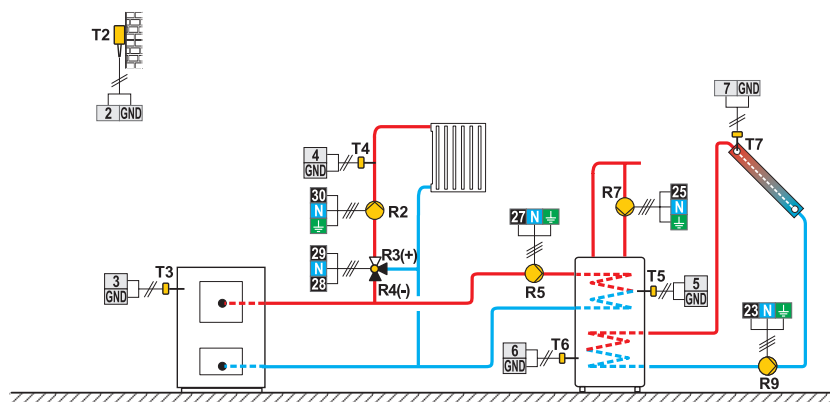 T2
2 GND
7 GND
T7
T4
4
GND
30
N
R2
R7
25
N
27 N
29
N
28
R3(+)
R4(-)
T3
3
GND
R5
T5
5
GND
23 N
T6
6
GND
R9